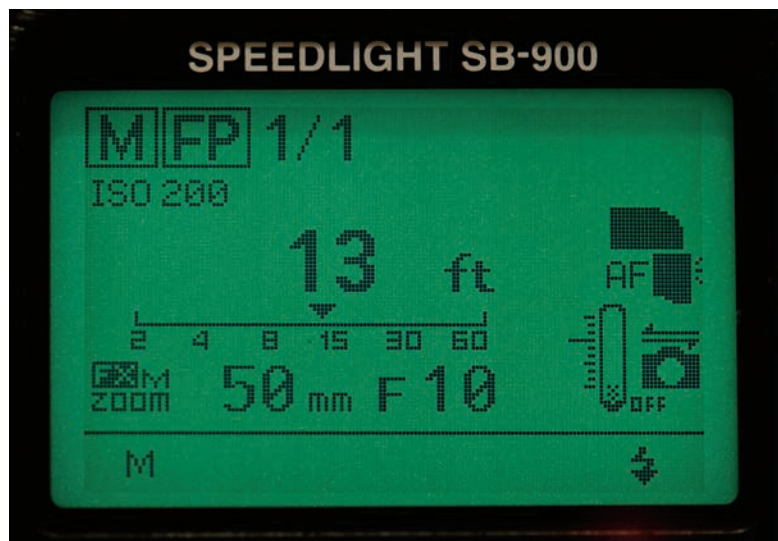 SPEEDLIGHT SB-900
M FP 1/1
ISO 200
13 ft
AF
2 4 8 15 30 60
FX M
ZOOM 50 mm F 10
OFF
M